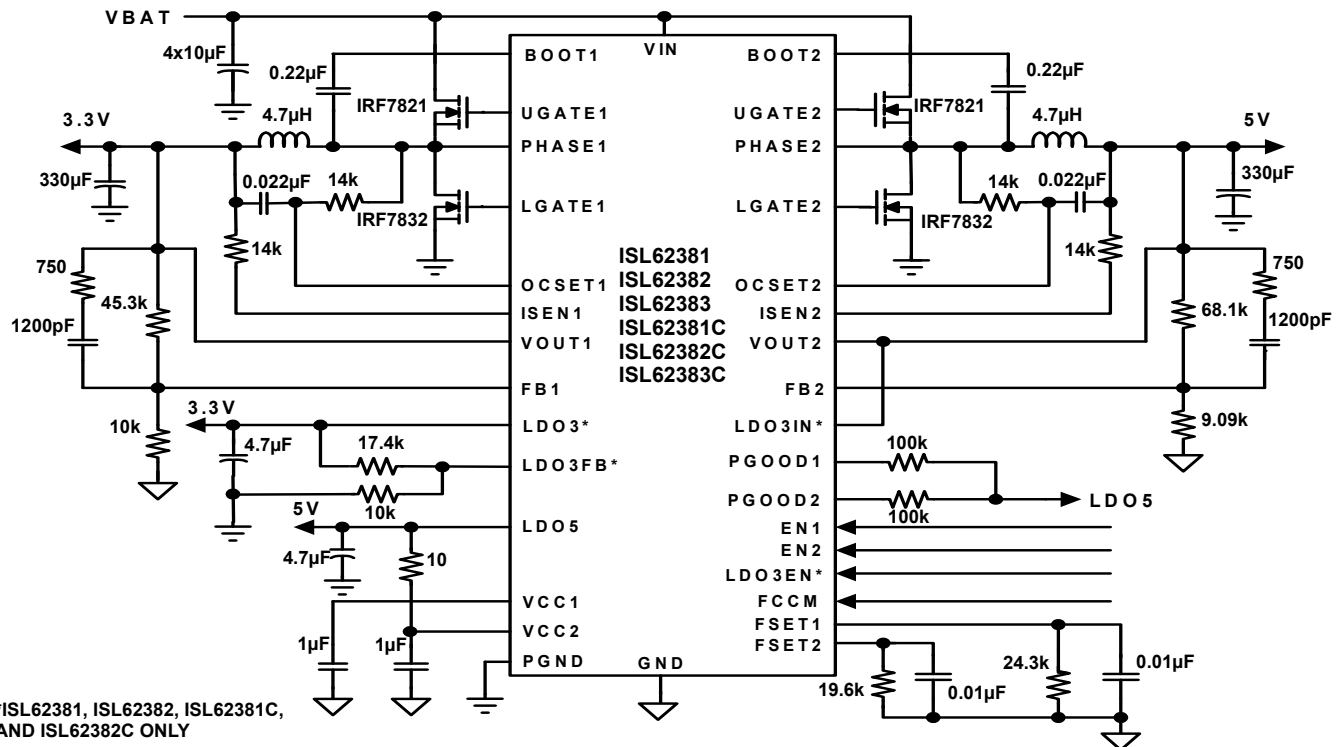 VBAT
4x10µF
0.22µF
IRF7821
4.7µH
3.3V
330µF
0.022µF
14k
IRF7832
14k
750
45.3k
1200pF
10k
3.3V
4.7µF
17.4k
10k
5V
4.7µF
10
1µF
1µF
VIN
BOOT1
UGATE1
PHASE1
LGATE1
OCSET1
ISEN1
VOUT1
FB1
LDO3*
LDO3FB*
LDO5
VCC1
VCC2
PGND
GND
ISL62381
ISL62382
ISL62383
ISL62381C
ISL62382C
ISL62383C
BOOT2
UGATE2
PHASE2
LGATE2
OCSET2
ISEN2
VOUT2
FB2
LDO3IN*
PGOOD1
PGOOD2
EN1
EN2
LDO3EN*
FCCM
FSET1
FSET2
0.22µF
IRF7821
4.7µH
5V
330µF
14k
0.022µF
IRF7832
14k
750
68.1k
1200pF
9.09k
100k
100k
LDO5
19.6k
0.01µF
24.3k
0.01µF
*ISL62381, ISL62382, ISL62381C,
AND ISL62382C ONLY